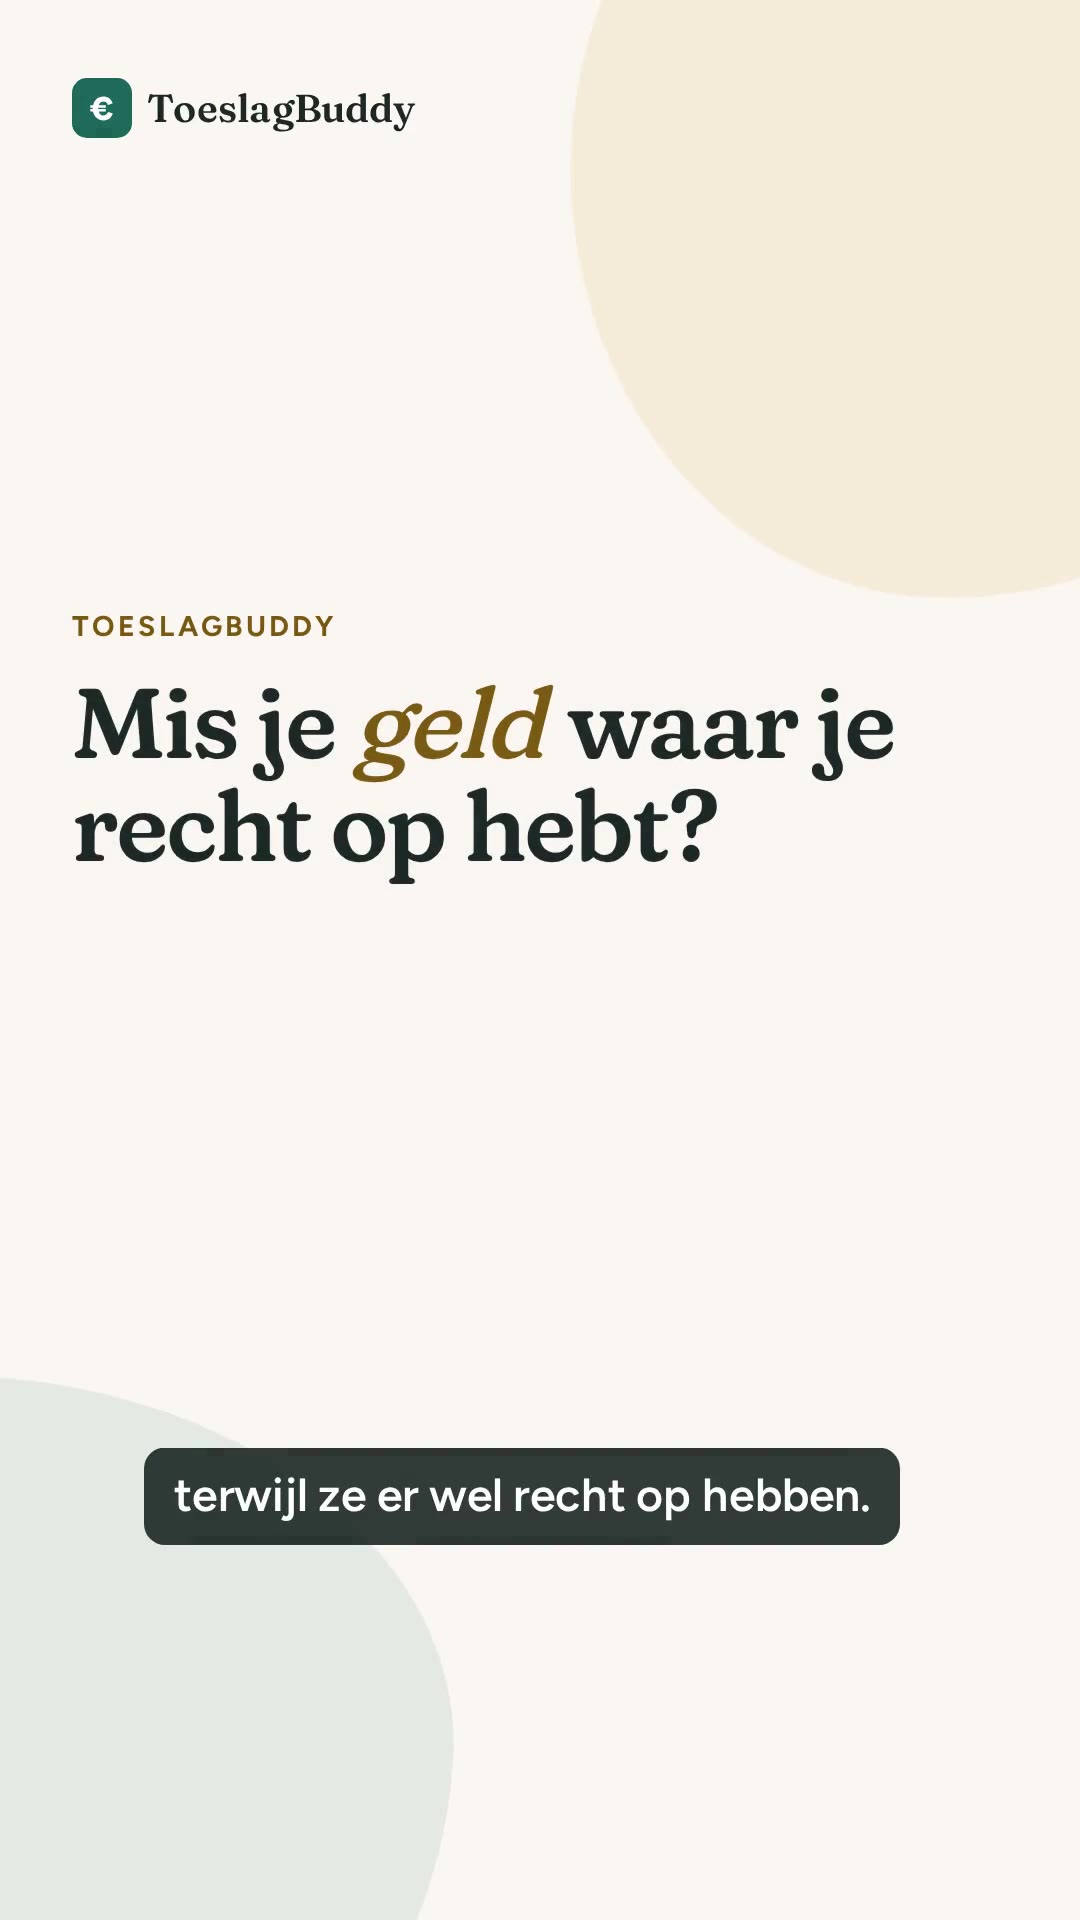 € ToeslagBuddy
TOESLAGBUDDY
Mis je geld waar je
recht op hebt?
terwijl ze er wel recht op hebben.